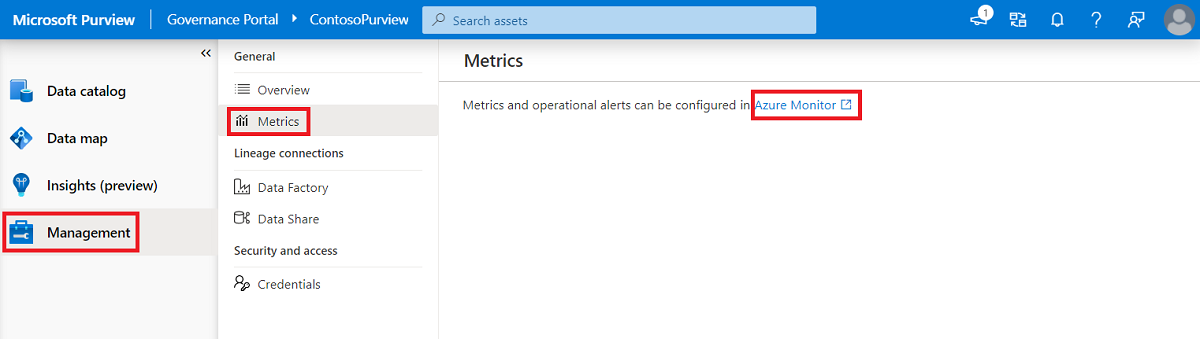 Microsoft Purview Governance Portal ContosoPurview Search assets 1
«
Data catalog
Data map
Insights (preview)
Management
General
Overview
Metrics
Lineage connections
Data Factory
Data Share
Security and access
Credentials
Metrics
Metrics and operational alerts can be configured in Azure Monitor